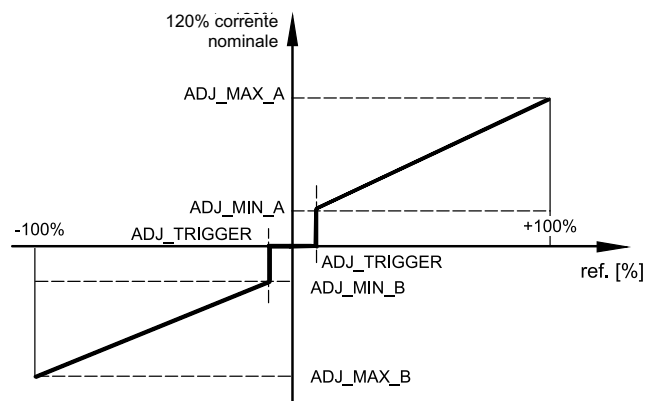 120% corrente
nominale
ADJ_MAX_A
ADJ_MIN_A
-100%
ADJ_TRIGGER
+100%
ADJ_TRIGGER
ref. [%]
ADJ_MIN_B
ADJ_MAX_B